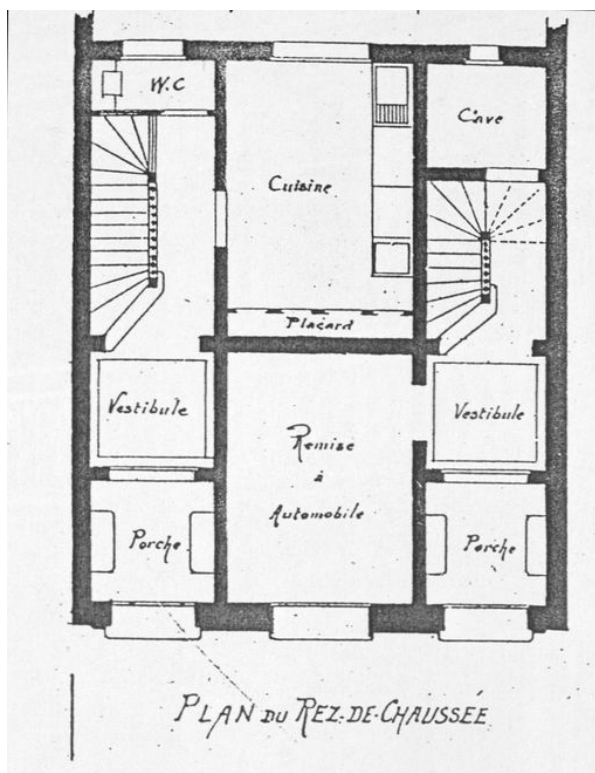 W.C
Cave
Cuisine
Placard
Vestibule
Remise
à
Automobile
Vestibule
Porche
Porche
PLAN DU REZ-DE-CHAUSSÉE